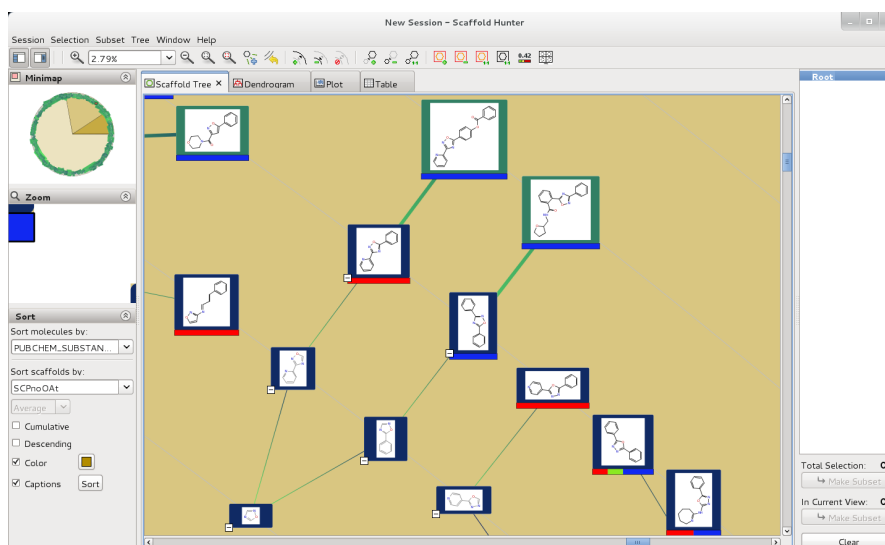 New Session – Scaffold Hunter
Session Selection Subset Tree Window Help
2.79%
0.42
Minimap
Scaffold Tree
Dendrogram
Plot
Table
Root
Zoom
Sort
Sort molecules by:
PUBCHEM_SUBSTAN...
Sort scaffolds by:
SCPnoOAt
Average
Cumulative
Descending
Color
Captions
Sort
Total Selection:
Make Subset
In Current View:
Make Subset
Clear